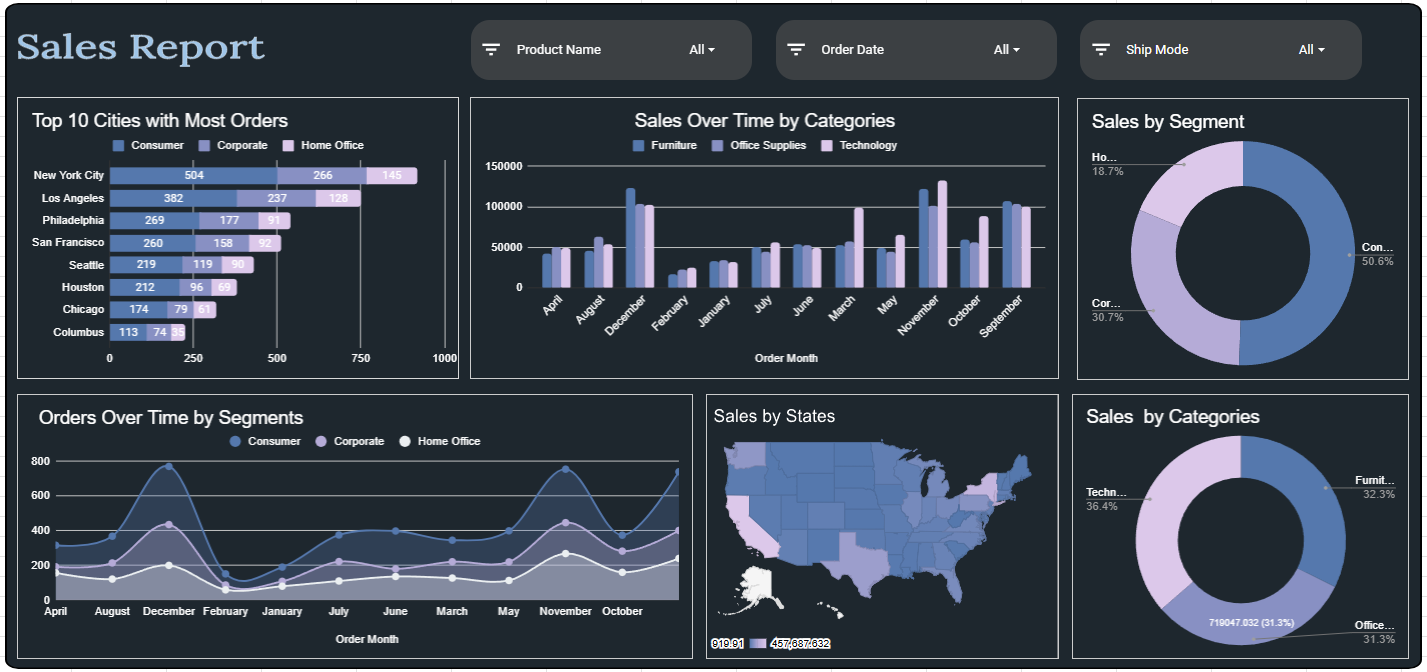 Sales Report
Product Name All
Order Date All
Ship Mode All
Top 10 Cities with Most Orders
Consumer Corporate Home Office
New York City 504 266 145
Los Angeles 382 237 128
Philadelphia 269 177 91
San Francisco 260 158 92
Seattle 219 119 90
Houston 212 96 69
Chicago 174 79 61
Columbus 113 74 35
0 250 500 750 1000
Sales Over Time by Categories
Furniture Office Supplies Technology
150000
100000
50000
0
April August December February January July June March May November October September
Order Month
Sales by Segment
Ho...
18.7%
Con...
50.6%
Cor...
30.7%
Orders Over Time by Segments
Consumer Corporate Home Office
800
600
400
200
0
April August December February January July June March May November October
Order Month
Sales by States
919.91 457,687.632
Sales by Categories
Furnit...
32.3%
Techn...
36.4%
719047.032 (31.3%)
Office...
31.3%